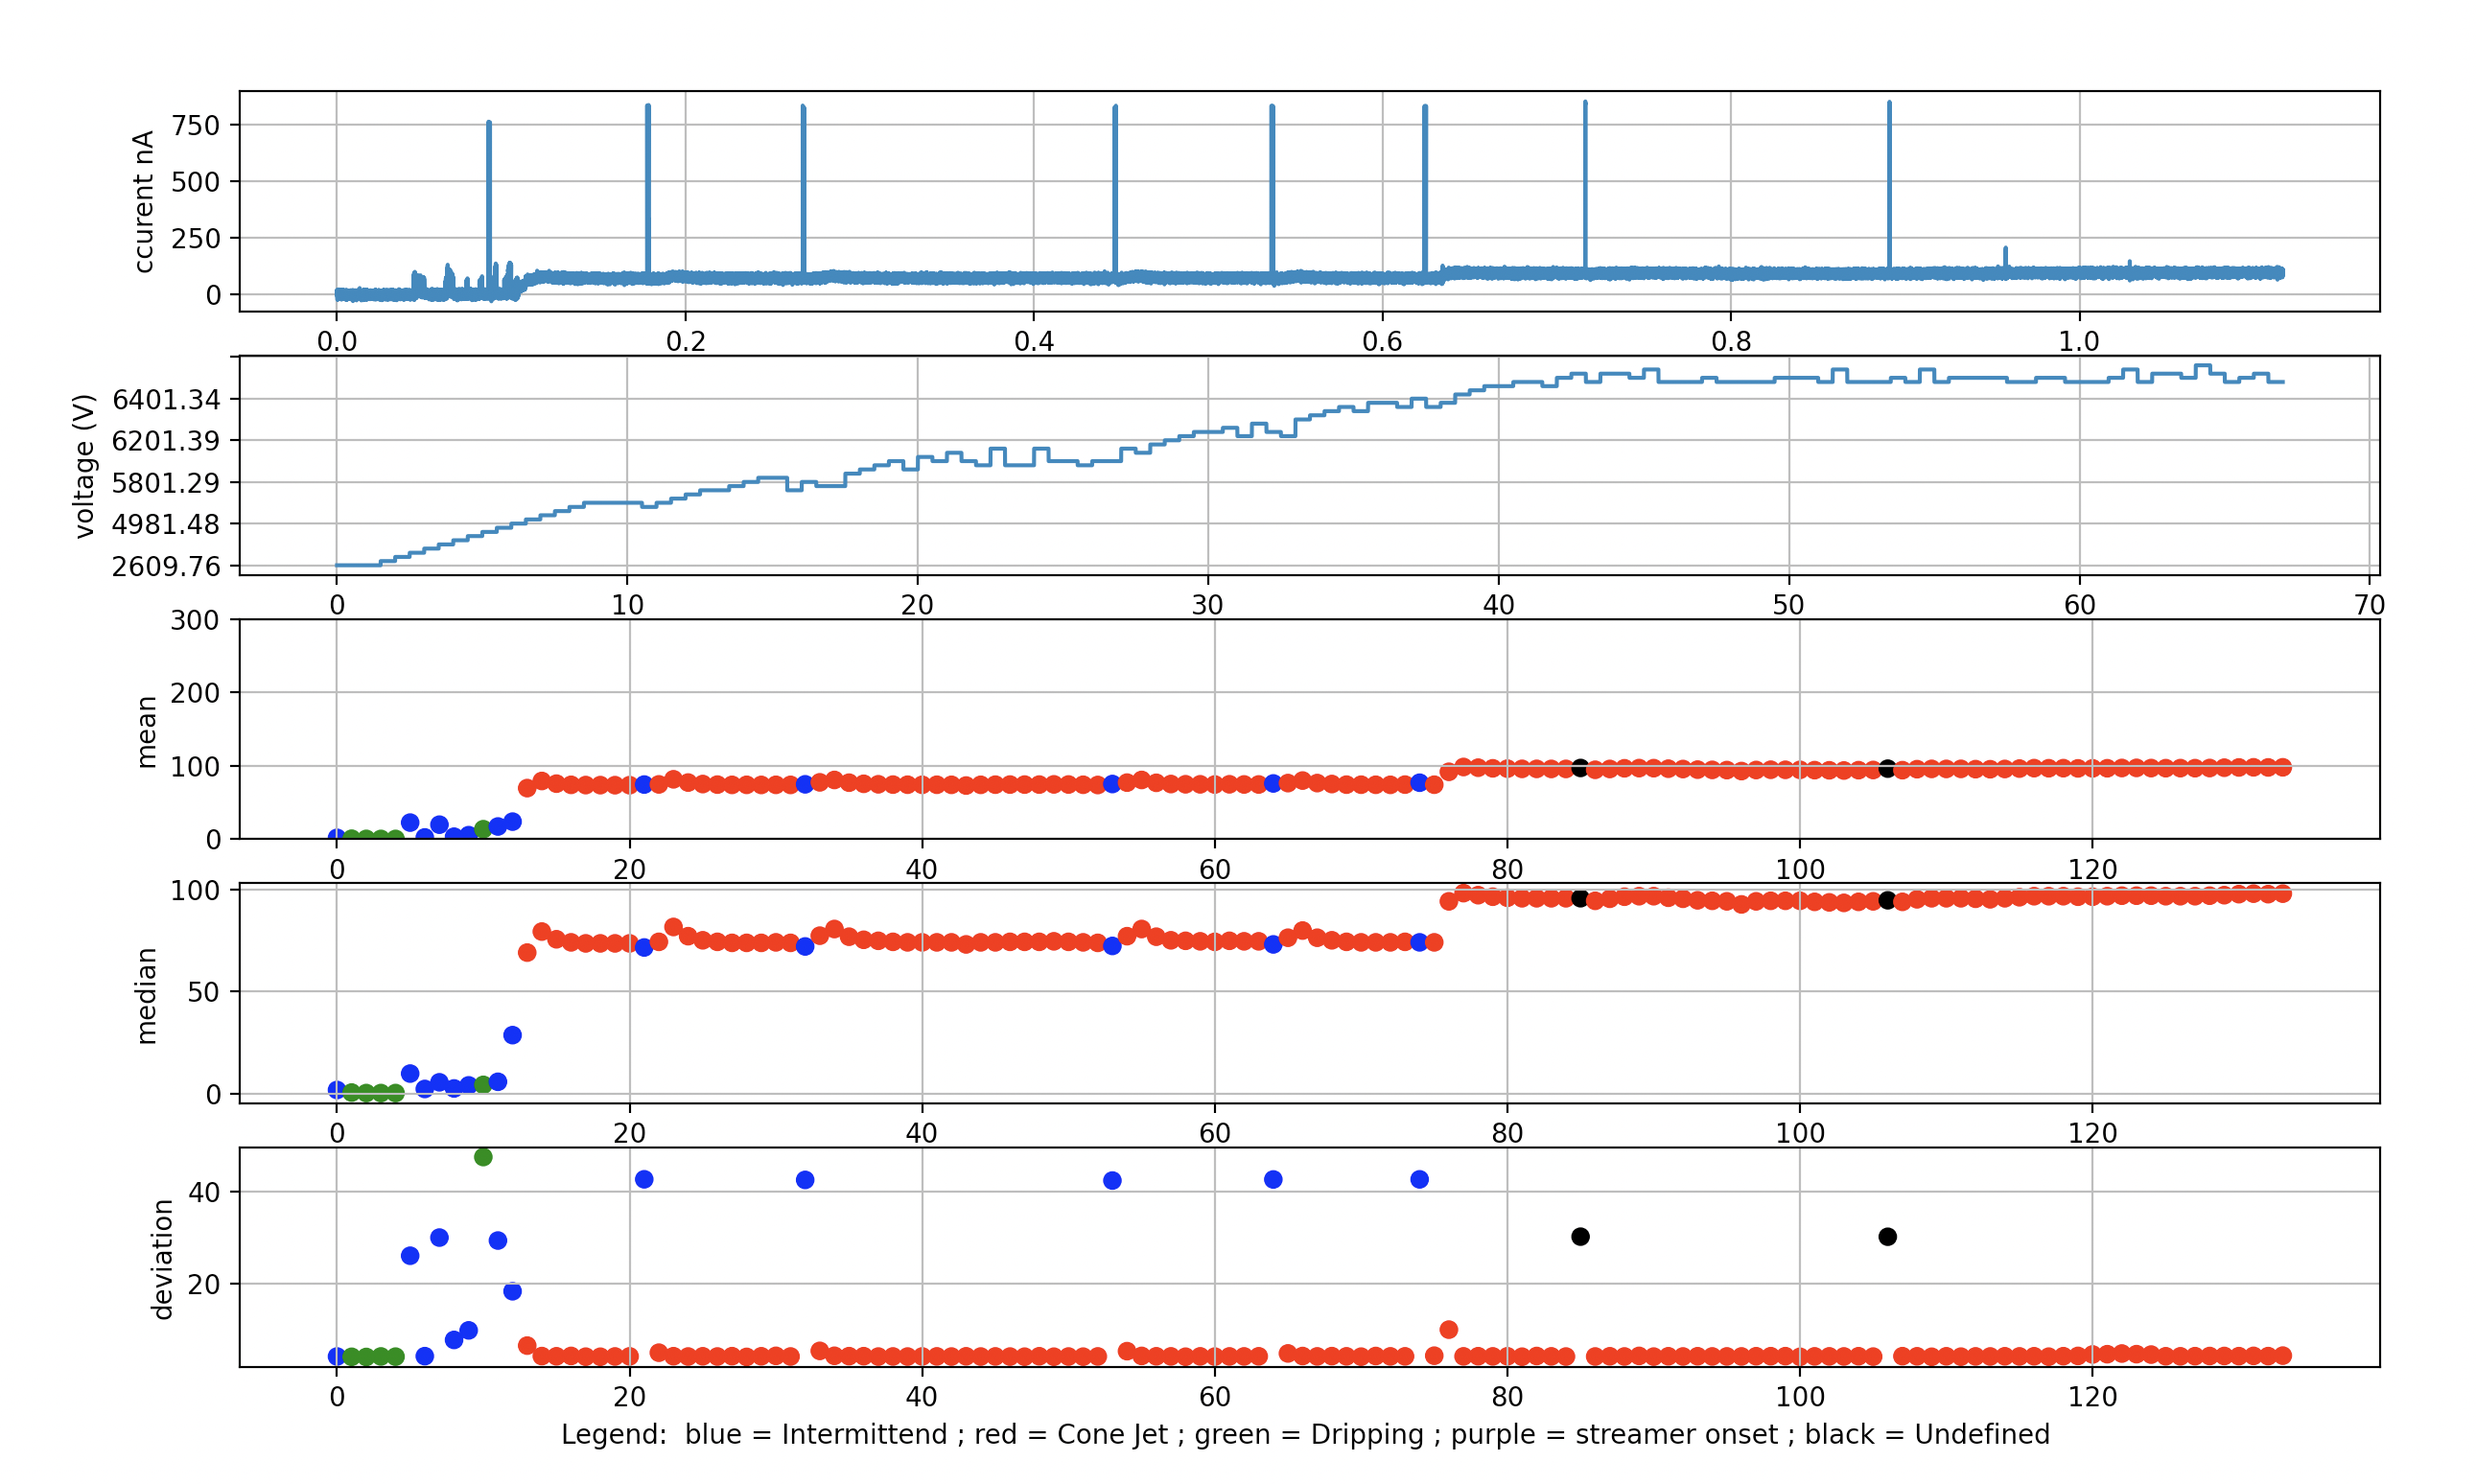 ccurent nA
750
500
250
0
0.0 0.2 0.4 0.6 0.8 1.0
voltage (V)
6401.34
6201.39
5801.29
4981.48
2609.76
0 10 20 30 40 50 60 70
mean
300
200
100
0
0 20 40 60 80 100 120
median
100
50
0
0 20 40 60 80 100 120
deviation
40
20
0 20 40 60 80 100 120
Legend: blue = Intermittend ; red = Cone Jet ; green = Dripping ; purple = streamer onset ; black = Undefined